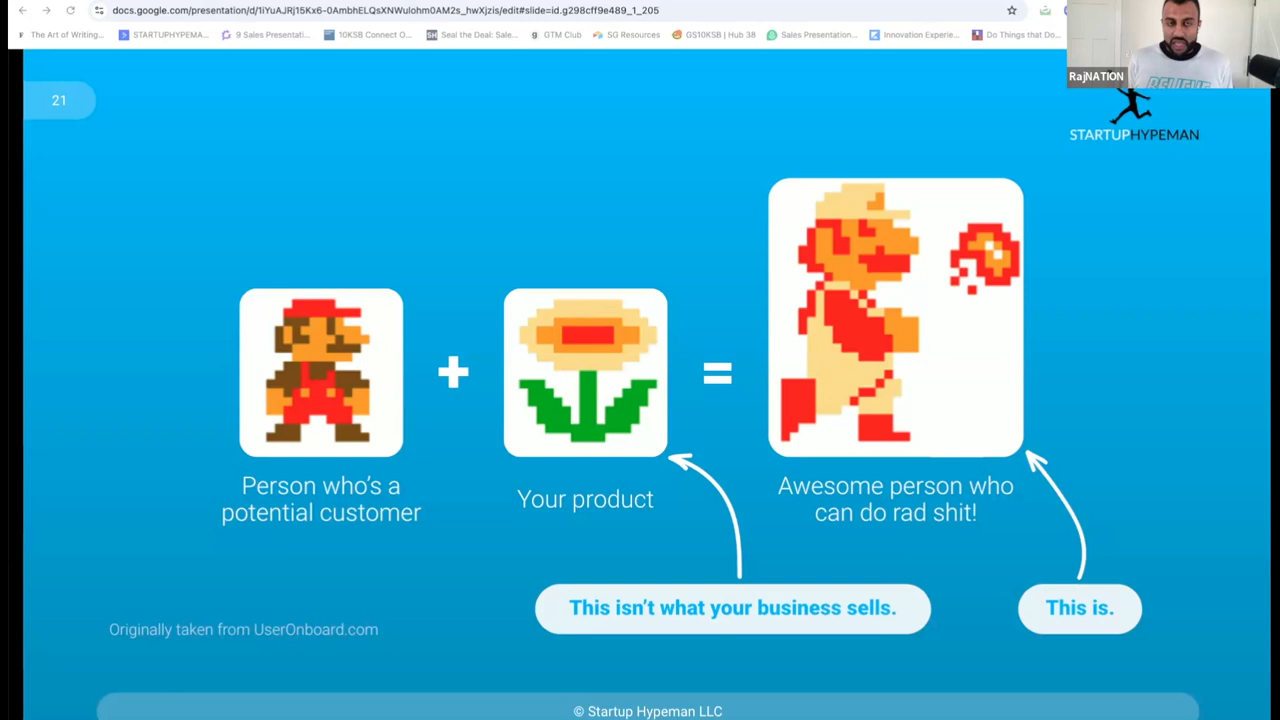 docs.google.com/presentation/d/1iYuAJRj15Kx6-0AmbhELQsXNWulohm0AM2s_hwXjzis/edit#slide=id.g298cff9e489_1_205
The Art of Writing...
STARTUPHYPEMA...
9 Sales Presentati...
10KSB Connect O...
Seal the Deal: Sale...
GTM Club
SG Resources
GS10KSB | Hub 38
Sales Presentation...
Innovation Experie...
Do Things that Do...
RajNATION
BELIEVE
21
STARTUPHYPEMAN
Person who's a
potential customer
Your product
Awesome person who
can do rad shit!
This isn't what your business sells.
This is.
Originally taken from UserOnboard.com
© Startup Hypeman LLC